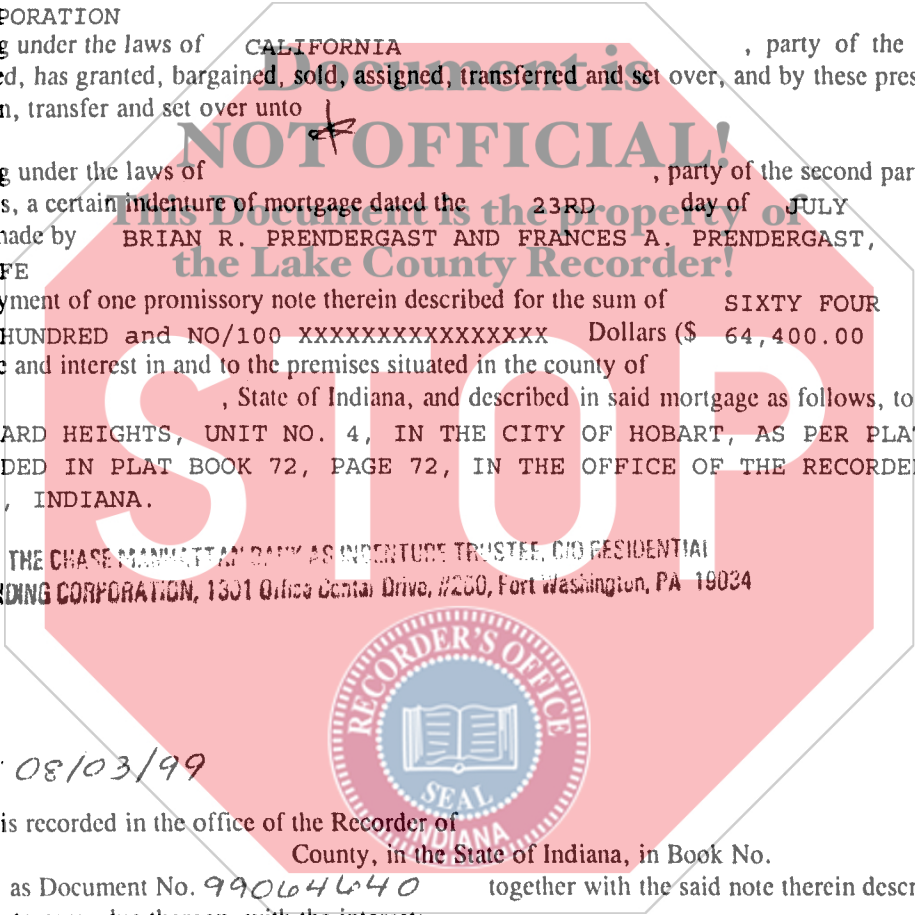 PORATION
g under the laws of CALIFORNIA , party of the
ed, has granted, bargained, sold, assigned, transferred and set over, and by these pres
n, transfer and set over unto
g under the laws of , party of the second par
s, a certain indenture of mortgage dated the 23RD day of JULY
nade by BRIAN R. PRENDERGAST AND FRANCES A. PRENDERGAST,
FE
yment of one promissory note therein described for the sum of SIXTY FOUR
HUNDRED and NO/100 XXXXXXXXXXXXXXXX Dollars ($ 64,400.00
e and interest in and to the premises situated in the county of
, State of Indiana, and described in said mortgage as follows, to
ARD HEIGHTS, UNIT NO. 4, IN THE CITY OF HOBART, AS PER PLAT
DED IN PLAT BOOK 72, PAGE 72, IN THE OFFICE OF THE RECORDE
, INDIANA.
THE CHASE MANHATTAN BANK AS INDENTURE TRUSTEE, C/O RESIDENTIAL
DING CORPORATION, 1301 Office Center Drive, #200, Fort Washington, PA 19034
08/03/99
is recorded in the office of the Recorder of
County, in the State of Indiana, in Book No.
as Document No. 99064640 together with the said note therein descr
Document is
NOT OFFICIAL!
This Document is the property of
the Lake County Recorder!
STOP
RECORDER'S OFFICE
SEAL
INDIANA